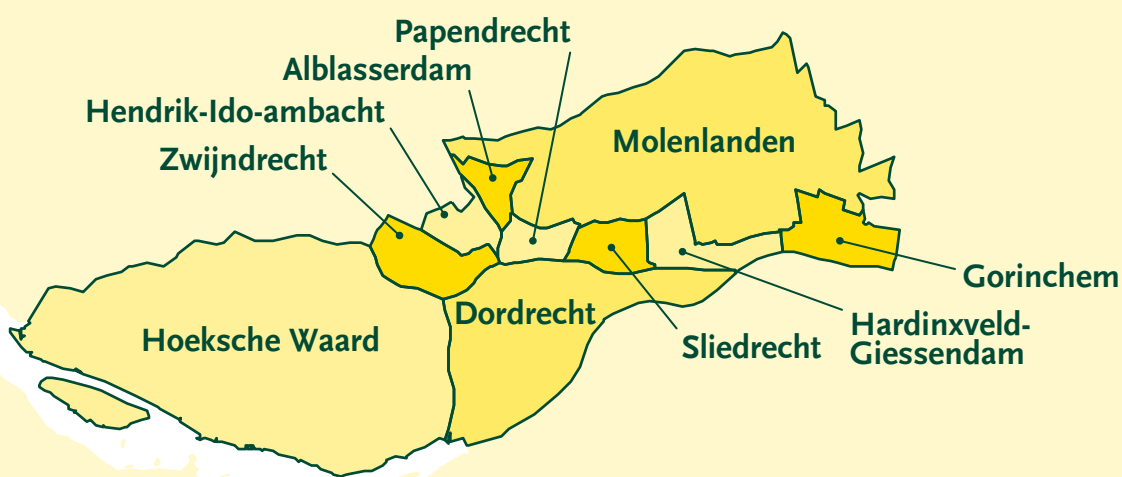 Papendrecht
Alblasserdam
Hendrik-Ido-ambacht
Zwijndrecht
Molenlanden
Gorinchem
Hardinxveld-
Giessendam
Sliedrecht
Dordrecht
Hoeksche Waard